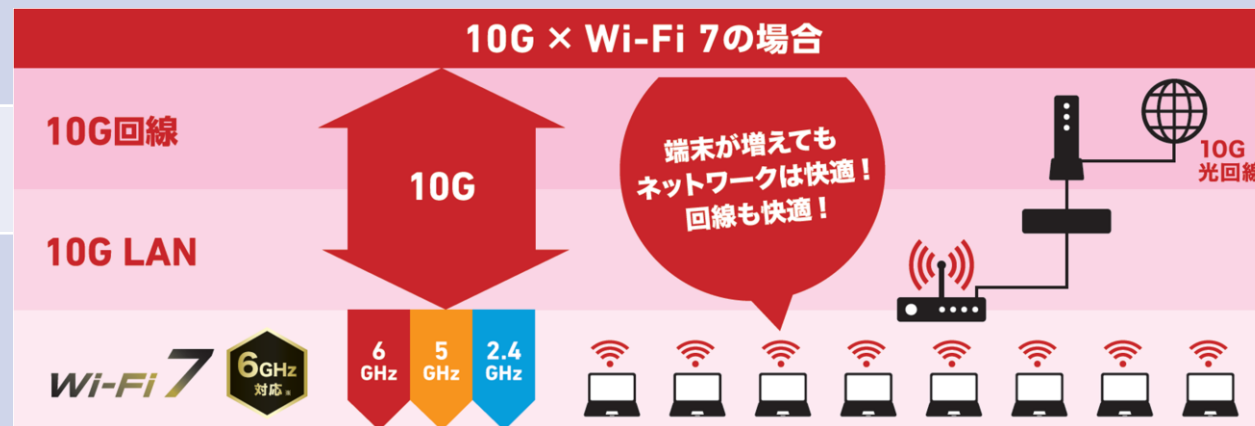 10G × Wi-Fi 7の場合
10G回線
10G
端末が増えても
ネットワークは快適!
回線も快適!
10G
光回線
10G LAN
Wi-Fi 7
6GHz
対応※
6
GHz
5
GHz
2.4
GHz